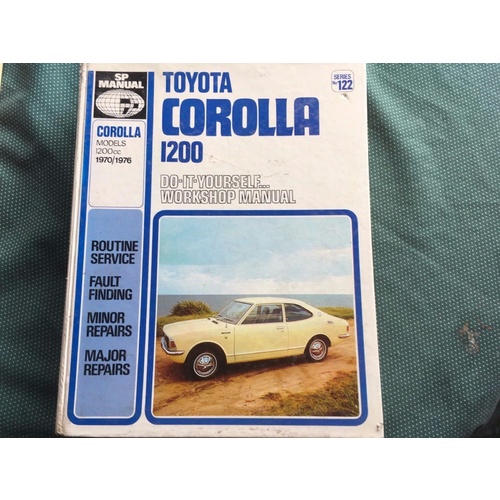 SP
MANUAL
COROLLA
MODELS
1200cc
1970/1976
ROUTINE
SERVICE
FAULT
FINDING
MINOR
REPAIRS
MAJOR
REPAIRS
TOYOTA
COROLLA
1200
DO-IT-YOURSELF...
WORKSHOP MANUAL
SERIES
No 122